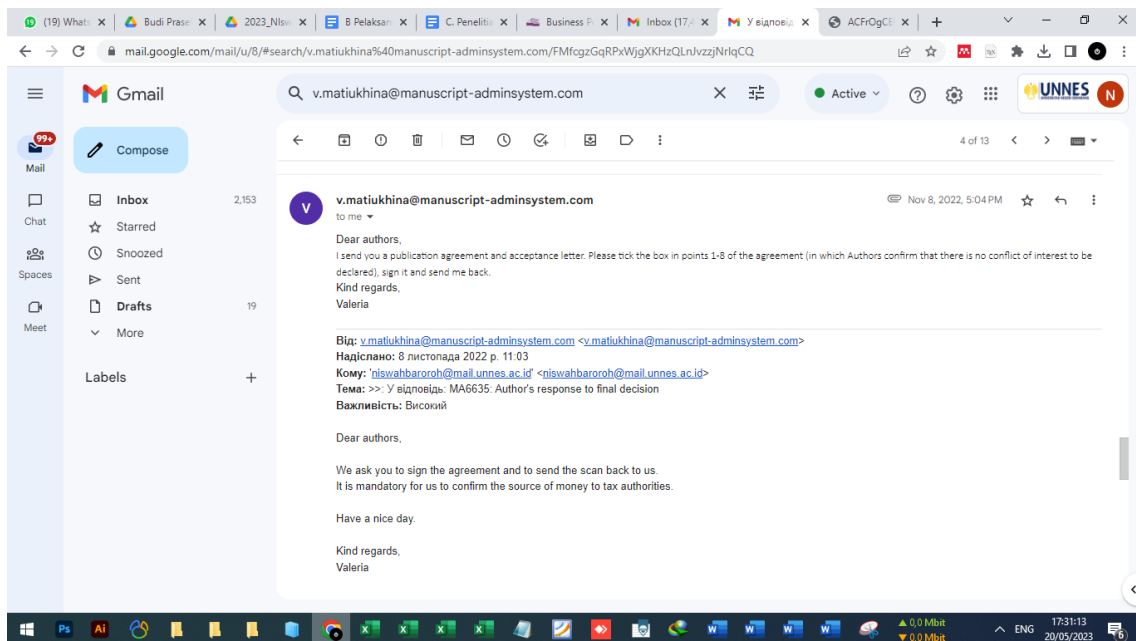 (19) Whats
Budi Prase
2023_NIsw
B Pelaksan
C. Penelitia
Business P
Inbox (17,4
У відповід
ACFrOgCE
mail.google.com/mail/u/8/#search/v.matiukhina%40manuscript-adminsystem.com/FMfcgzGqRPxWjgXKHzQLnJvzzjNrIqCQ
Gmail
v.matiukhina@manuscript-adminsystem.com
Active
UNNES
N
99+
Mail
Chat
Spaces
Meet
Compose
Inbox 2,153
Starred
Snoozed
Sent
Drafts 19
More
Labels
4 of 13
V
v.matiukhina@manuscript-adminsystem.com
Nov 8, 2022, 5:04 PM
to me
Dear authors,
I send you a publication agreement and acceptance letter. Please tick the box in points 1-8 of the agreement (in which Authors confirm that there is no conflict of interest to be
declared), sign it and send me back.
Kind regards,
Valeria
Від: v.matiukhina@manuscript-adminsystem.com <v.matiukhina@manuscript-adminsystem.com>
Надіслано: 8 листопада 2022 р. 11:03
Кому: 'niswahbaroroh@mail.unnes.ac.id' <niswahbaroroh@mail.unnes.ac.id>
Тема: >>: У відповідь: MA6635: Author's response to final decision
Важливість: Високий
Dear authors,
We ask you to sign the agreement and to send the scan back to us.
It is mandatory for us to confirm the source of money to tax authorities.
Have a nice day.
Kind regards,
Valeria
Ps
Ai
0,0 Mbit
0,0 Mbit
ENG
17:31:13
20/05/2023
6